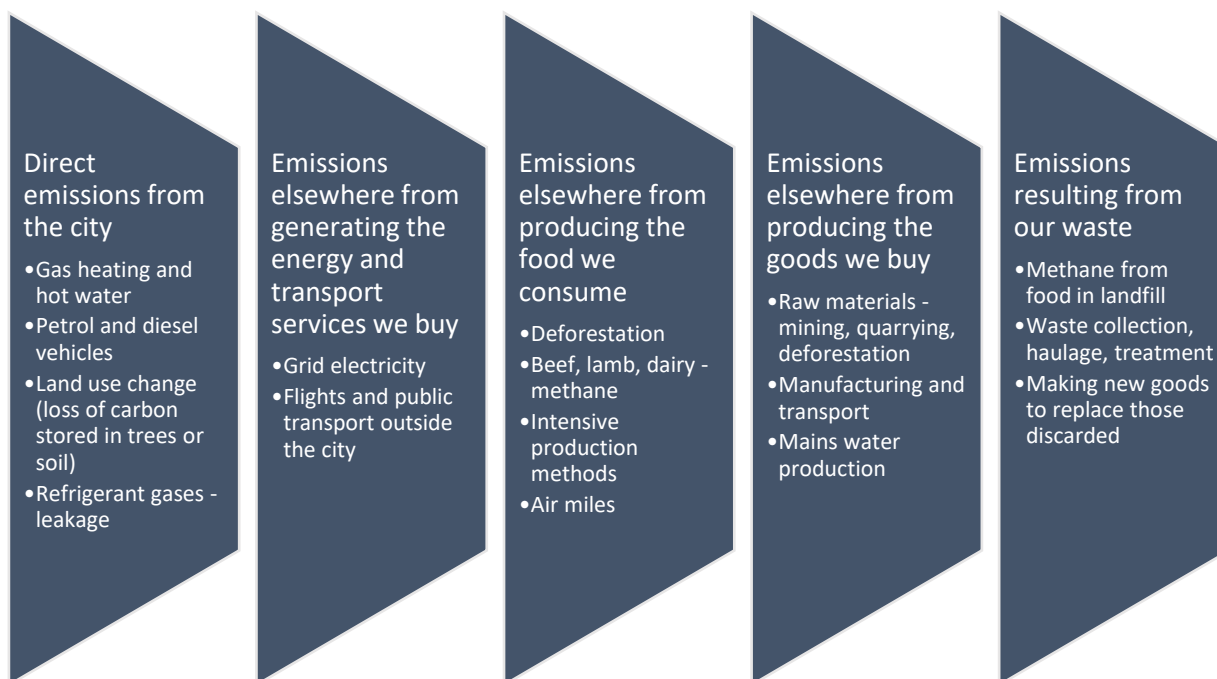 Direct
emissions from
the city
•Gas heating and
hot water
•Petrol and diesel
vehicles
•Land use change
(loss of carbon
stored in trees or
soil)
•Refrigerant gases -
leakage
Emissions
elsewhere from
generating the
energy and
transport
services we buy
•Grid electricity
•Flights and public
transport outside
the city
Emissions
elsewhere from
producing the
food we
consume
•Deforestation
•Beef, lamb, dairy -
methane
•Intensive
production
methods
•Air miles
Emissions
elsewhere from
producing the
goods we buy
•Raw materials -
mining, quarrying,
deforestation
•Manufacturing and
transport
•Mains water
production
Emissions
resulting from
our waste
•Methane from
food in landfill
•Waste collection,
haulage, treatment
•Making new goods
to replace those
discarded